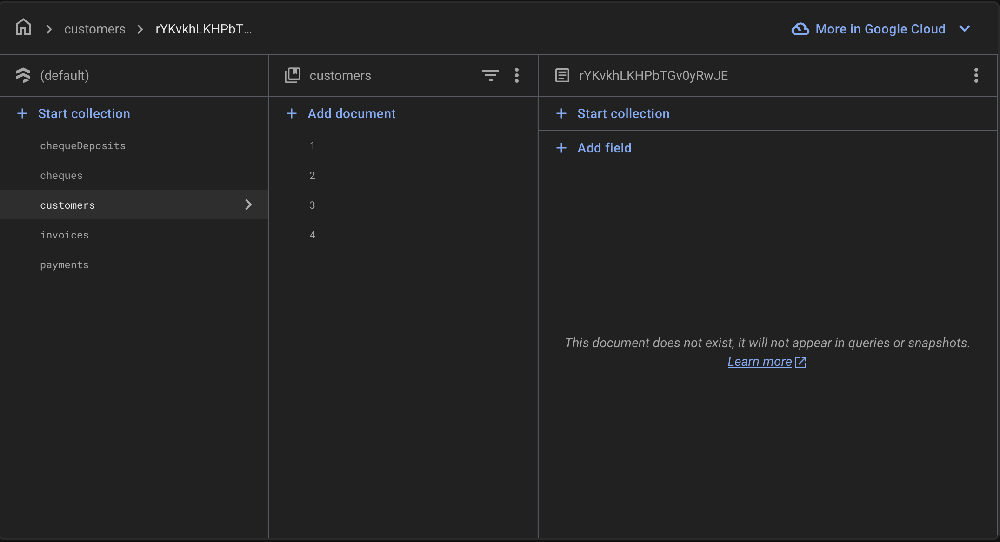 customers
rYKvkhLKHPbT...
More in Google Cloud
(default)
Start collection
chequeDeposits
cheques
customers
invoices
payments
customers
Add document
1
2
3
4
rYKvkhLKHPbTGv0yRwJE
Start collection
Add field
This document does not exist, it will not appear in queries or snapshots.
Learn more